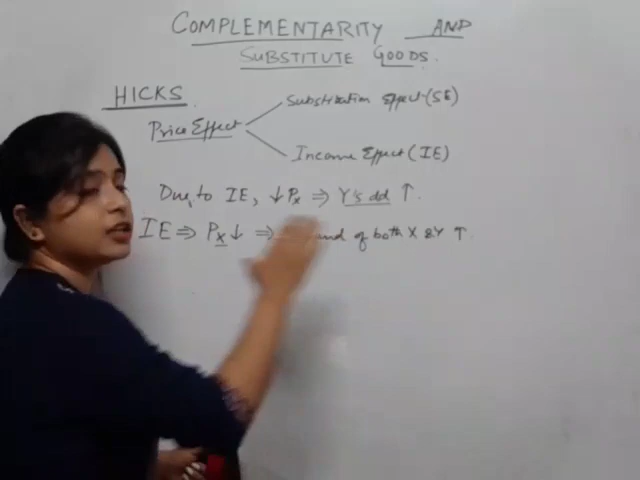 COMPLEMENTARITY AND
SUBSTITUTE GOODS.
HICKS
Price Effect
Substitution Effect (SE)
Income Effect (IE)
Due to IE, ↓ Px ⇒ Y's dd ↑.
IE ⇒ Px ↓ ⇒ of both X & Y ↑